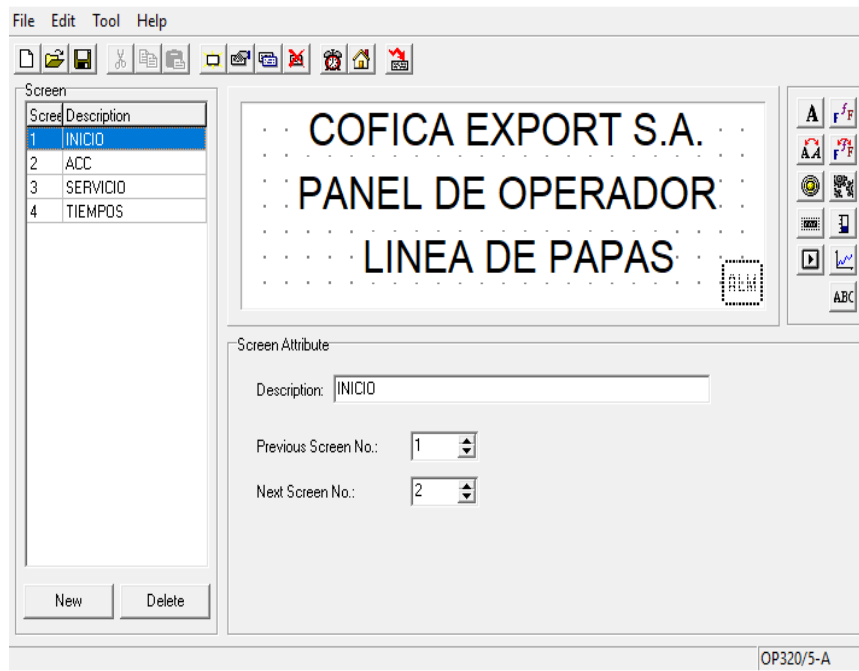 File Edit Tool Help
Screen
Scree Description
1 INICIO
2 ACC
3 SERVICIO
4 TIEMPOS
New Delete
COFICA EXPORT S.A.
PANEL DE OPERADOR
LINEA DE PAPAS
ALM
Screen Attribute
Description: INICIO
Previous Screen No.: 1
Next Screen No.: 2
A
F f F
A A
F F
ABC
OP320/5-A